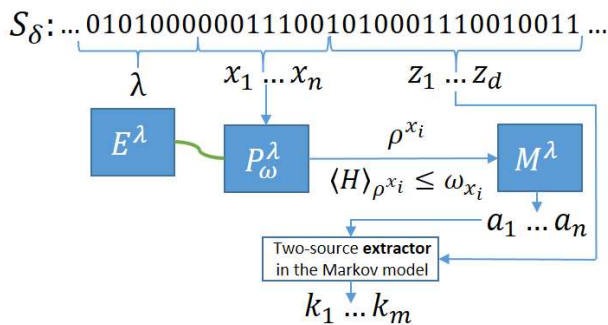 S_δ: ... 0101000000011100101000111001001 1 ...
λ x_1 ... x_n z_1 ... z_d
E^λ P_ω^λ ρ^{x_i} M^λ
⟨H⟩_{ρ^{x_i}} ≤ ω_{x_i}
a_1 ... a_n
Two-source extractor
in the Markov model
k_1 ... k_m